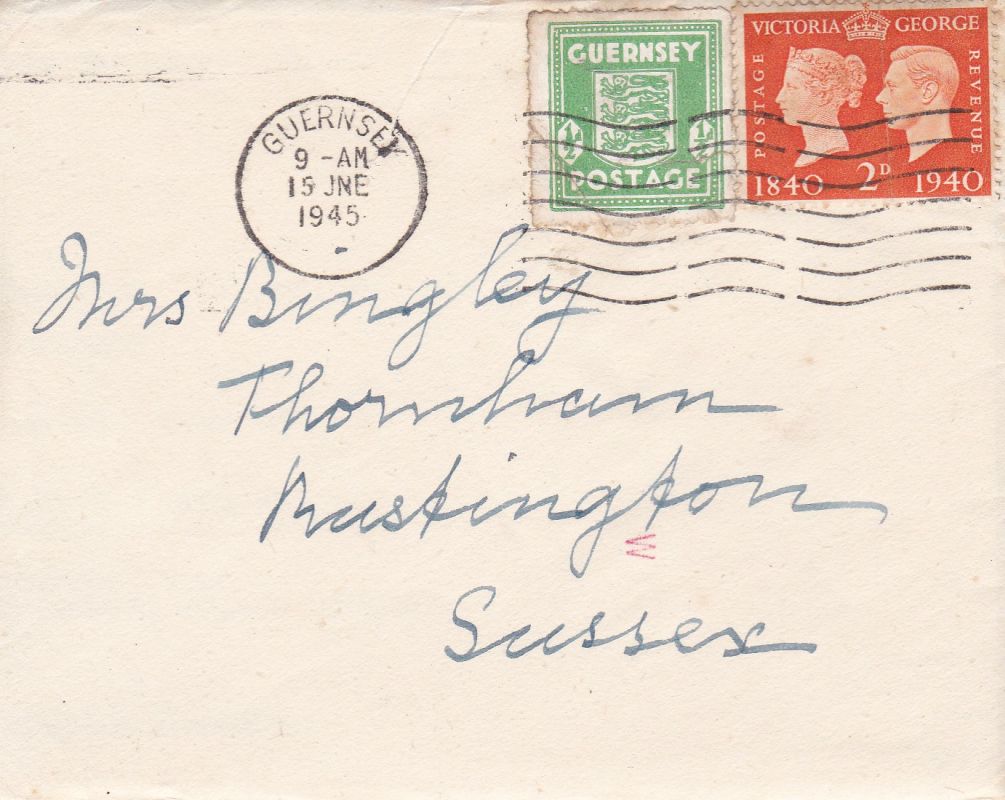 GUERNSEY
9 - AM
15 JNE
1945
GUERNSEY
½ ½
POSTAGE
VICTORIA GEORGE
POSTAGE
REVENUE
1840 2D 1940
Mrs Bingley
Thornham
Rustington
W
Sussex